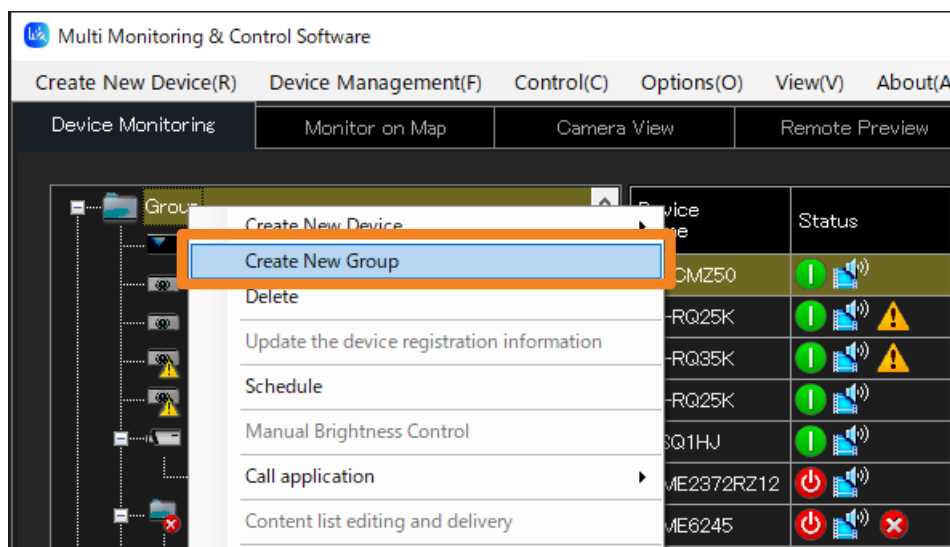 Multi Monitoring & Control Software
Create New Device(R) Device Management(F) Control(C) Options(O) View(V) About(A
Device Monitoring Monitor on Map Camera View Remote Preview
Group
Create New Device
Create New Group
Delete
Update the device registration information
Schedule
Manual Brightness Control
Call application
Content list editing and delivery
Status
CMZ50
-RQ25K
-RQ35K
-RQ25K
SQ1HJ
ME2372RZ12
ME6245